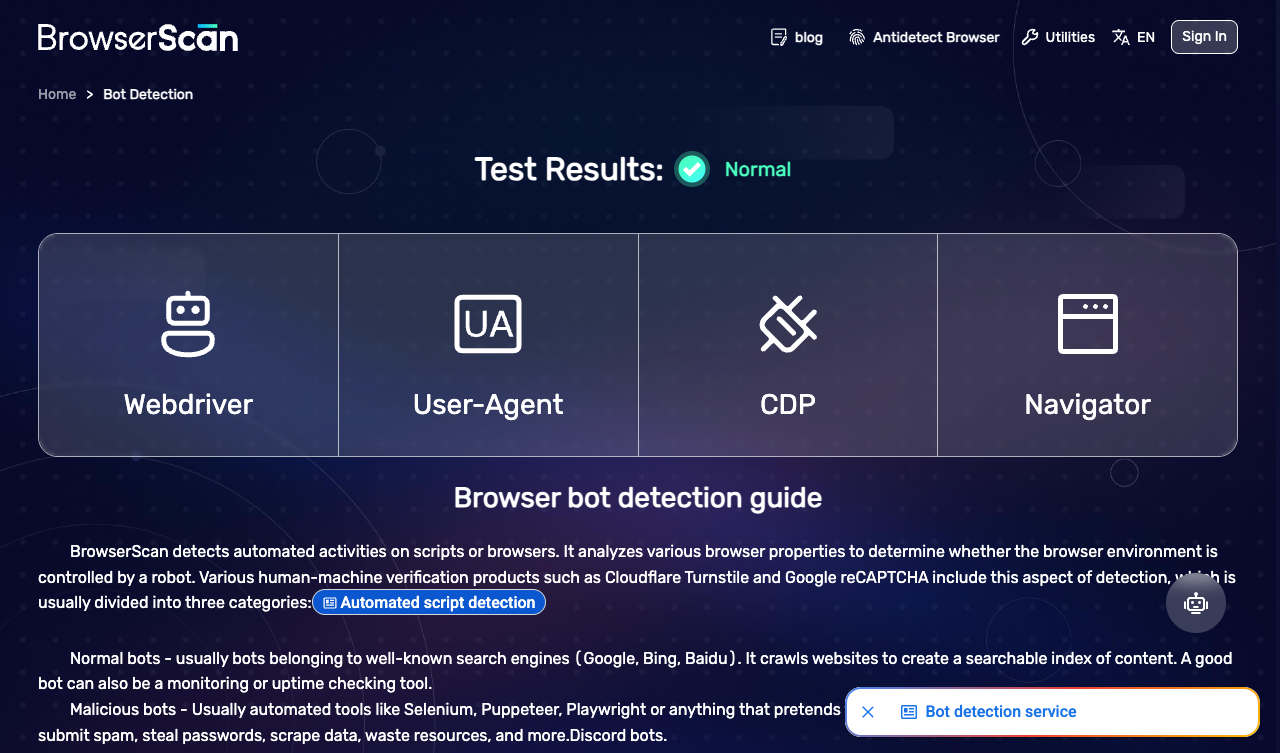 BrowserScan
blog
Antidetect Browser
Utilities
EN
Sign In
Home > Bot Detection
Test Results:
Normal
UA
Webdriver
User-Agent
CDP
Navigator
Browser bot detection guide
BrowserScan detects automated activities on scripts or browsers. It analyzes various browser properties to determine whether the browser environment is
controlled by a robot. Various human-machine verification products such as Cloudflare Turnstile and Google reCAPTCHA include this aspect of detection, which is
usually divided into three categories: Automated script detection
Normal bots - usually bots belonging to well-known search engines (Google, Bing, Baidu). It crawls websites to create a searchable index of content. A good
bot can also be a monitoring or uptime checking tool.
Malicious bots - Usually automated tools like Selenium, Puppeteer, Playwright or anything that pretends
submit spam, steal passwords, scrape data, waste resources, and more.Discord bots.
Bot detection service